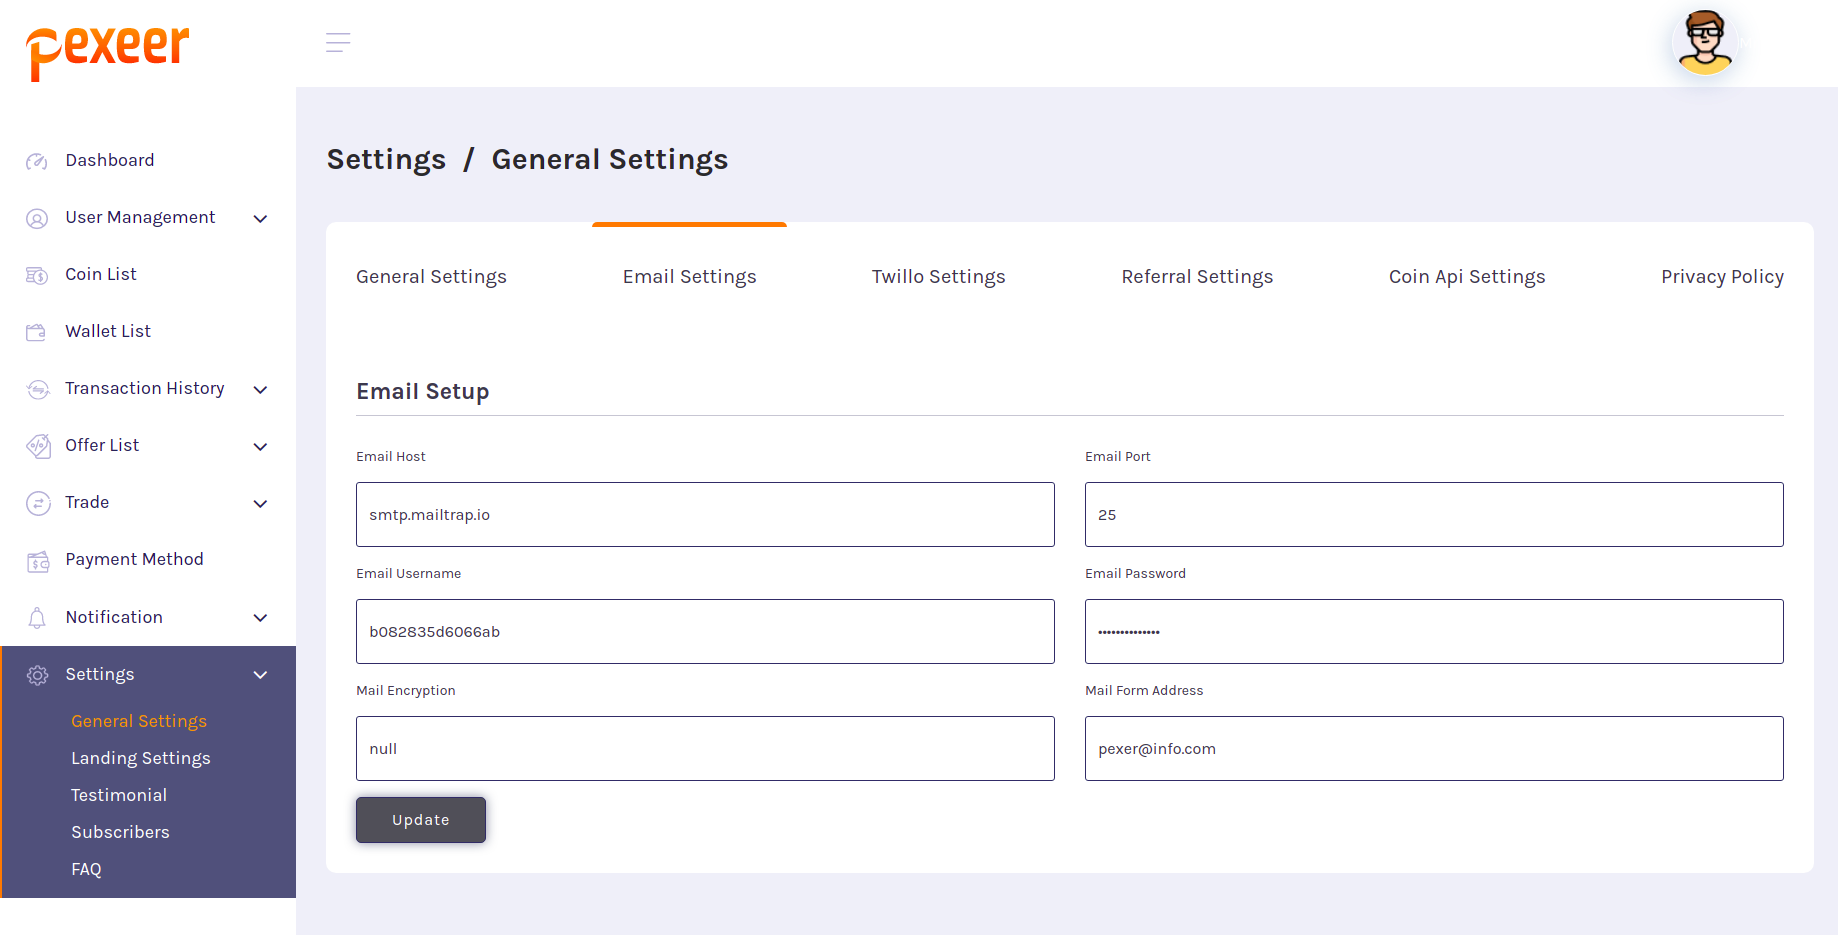 pexeer
Dashboard
User Management
Coin List
Wallet List
Transaction History
Offer List
Trade
Payment Method
Notification
Settings
General Settings
Landing Settings
Testimonial
Subscribers
FAQ
Settings / General Settings
General Settings Email Settings Twillo Settings Referral Settings Coin Api Settings Privacy Policy
Email Setup
Email Host Email Port
smtp.mailtrap.io 25
Email Username Email Password
b082835d6066ab ••••••••••••••
Mail Encryption Mail Form Address
null pexer@info.com
Update